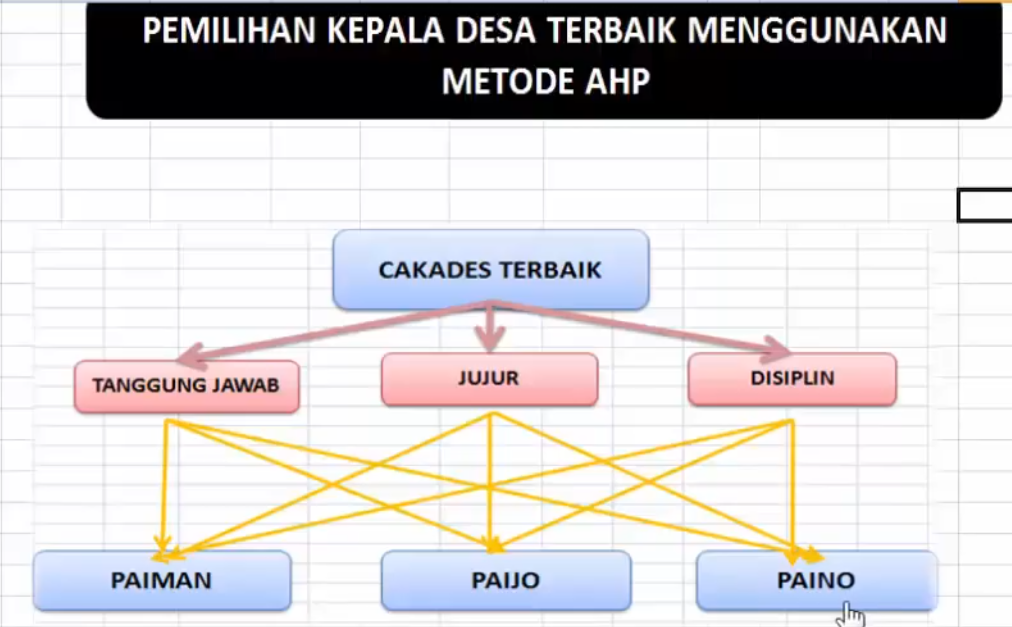 PEMILIHAN KEPALA DESA TERBAIK MENGGUNAKAN
METODE AHP
CAKADES TERBAIK
TANGGUNG JAWAB
JUJUR
DISIPLIN
PAIMAN
PAIJO
PAINO